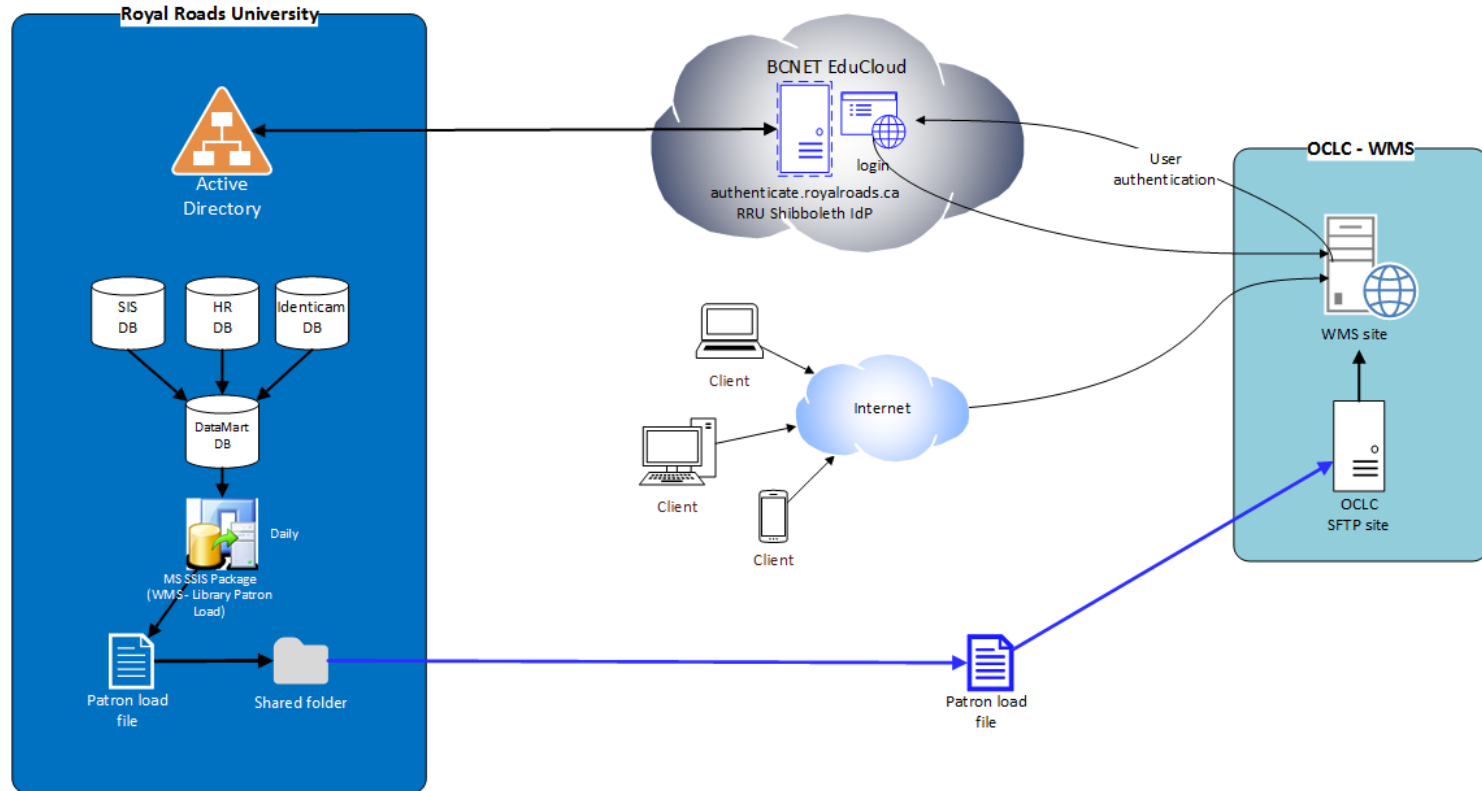 Royal Roads University
Active
Directory
SIS
DB
HR
DB
Identicam
DB
DataMart
DB
Daily
MS SSIS Package
(WMS - Library Patron
Load)
Patron load
file
Shared folder
BCNET EduCloud
login
authenticate.royalroads.ca
RRU Shibboleth IdP
User
authentication
Client
Client
Client
Internet
Patron load
file
OCLC - WMS
WMS site
OCLC
SFTP site